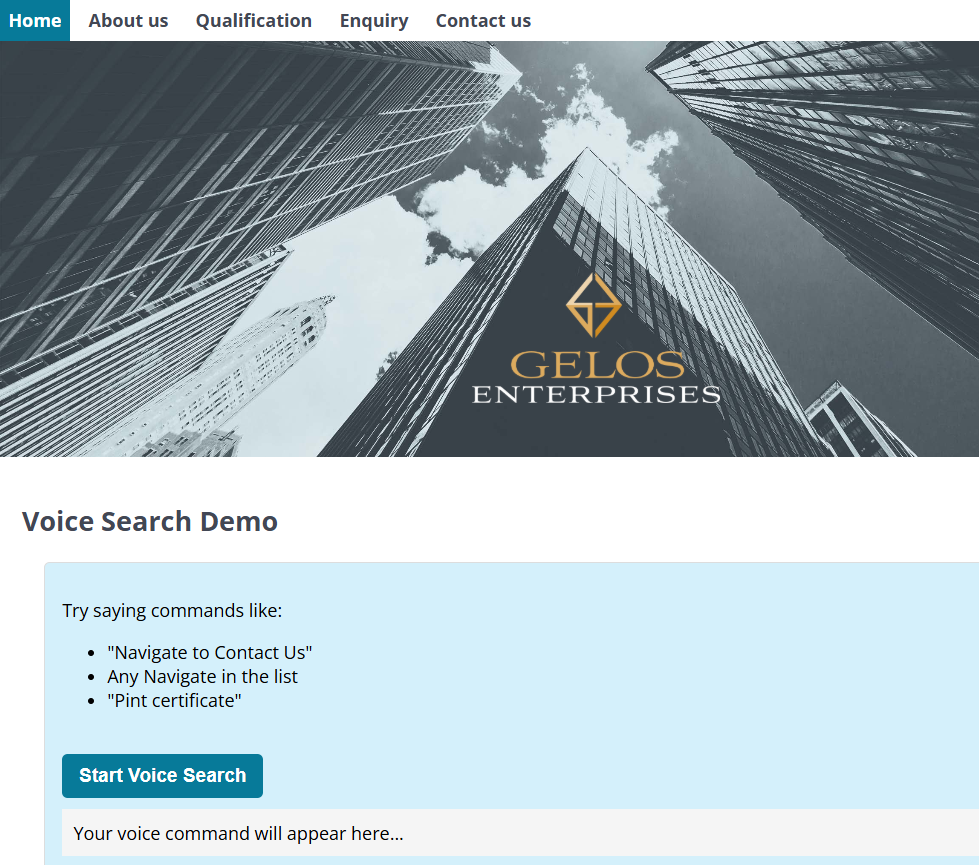 Home About us Qualification Enquiry Contact us
GELOS
ENTERPRISES
Voice Search Demo
Try saying commands like:
"Navigate to Contact Us"
Any Navigate in the list
"Pint certificate"
Start Voice Search
Your voice command will appear here...